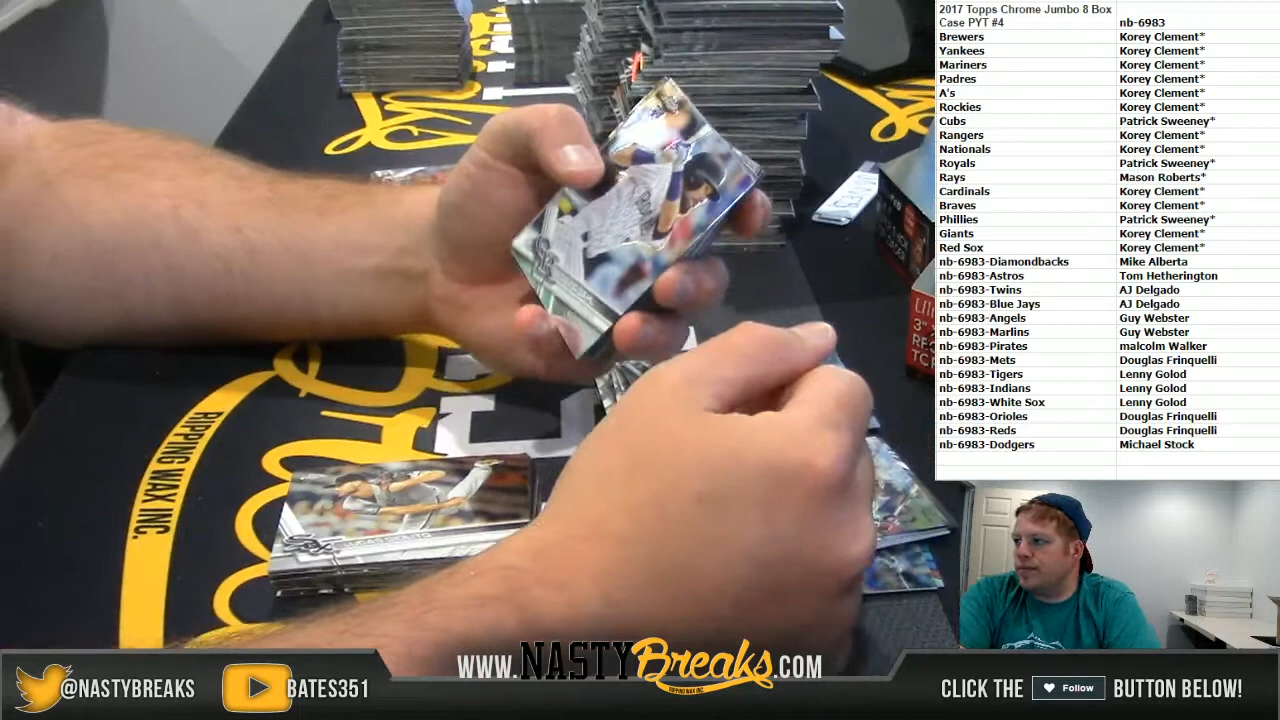 2017 Topps Chrome Jumbo 8 Box
Case PYT #4 nb-6983
Brewers Korey Clement*
Yankees Korey Clement*
Mariners Korey Clement*
Padres Korey Clement*
A's Korey Clement*
Rockies Korey Clement*
Cubs Patrick Sweeney*
Rangers Korey Clement*
Nationals Korey Clement*
Royals Patrick Sweeney*
Rays Mason Roberts*
Cardinals Korey Clement*
Braves Korey Clement*
Phillies Patrick Sweeney*
Giants Korey Clement*
Red Sox Korey Clement*
nb-6983-Diamondbacks Mike Alberta
nb-6983-Astros Tom Hetherington
nb-6983-Twins AJ Delgado
nb-6983-Blue Jays AJ Delgado
nb-6983-Angels Guy Webster
nb-6983-Marlins Guy Webster
nb-6983-Pirates malcolm Walker
nb-6983-Mets Douglas Frinquelli
nb-6983-Tigers Lenny Golod
nb-6983-Indians Lenny Golod
nb-6983-White Sox Lenny Golod
nb-6983-Orioles Douglas Frinquelli
nb-6983-Reds Douglas Frinquelli
nb-6983-Dodgers Michael Stock
RIPPING WAX INC.
Sox
@NASTYBREAKS
BATES351
WWW.NASTYBreaks.COM
RIPPING WAX INC.
CLICK THE Follow BUTTON BELOW!